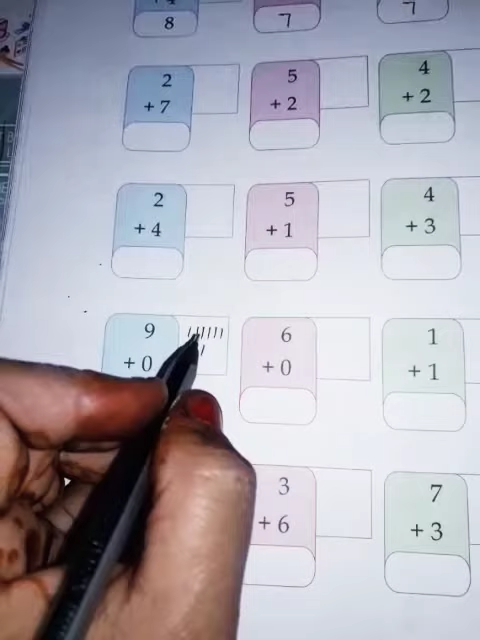 +4
8 7 7
2 5 4
+ 7 + 2 + 2
2 5 4
+ 4 + 1 + 3
9 6 1
+ 0 + 0 + 1
3 7
+ 6 + 3